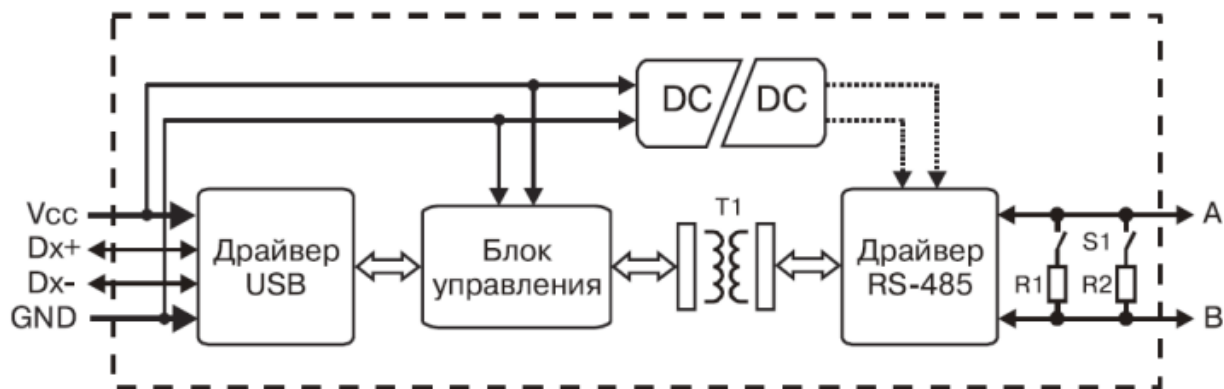 DC DC
Vcc
Dx+
Dx-
GND
Драйвер
USB
Блок
управления
T1
Драйвер
RS-485
S1
R1
R2
A
B